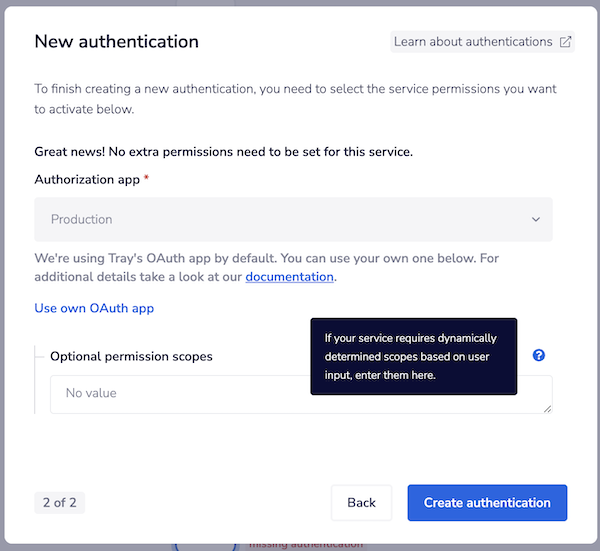 New authentication
Learn about authentications
To finish creating a new authentication, you need to select the service permissions you want
to activate below.
Great news! No extra permissions need to be set for this service.
Authorization app *
Production
We're using Tray's OAuth app by default. You can use your own one below. For
additional details take a look at our documentation.
Use own OAuth app
If your service requires dynamically
determined scopes based on user
input, enter them here.
Optional permission scopes
?
No value
2 of 2
Back
Create authentication
missing authentication